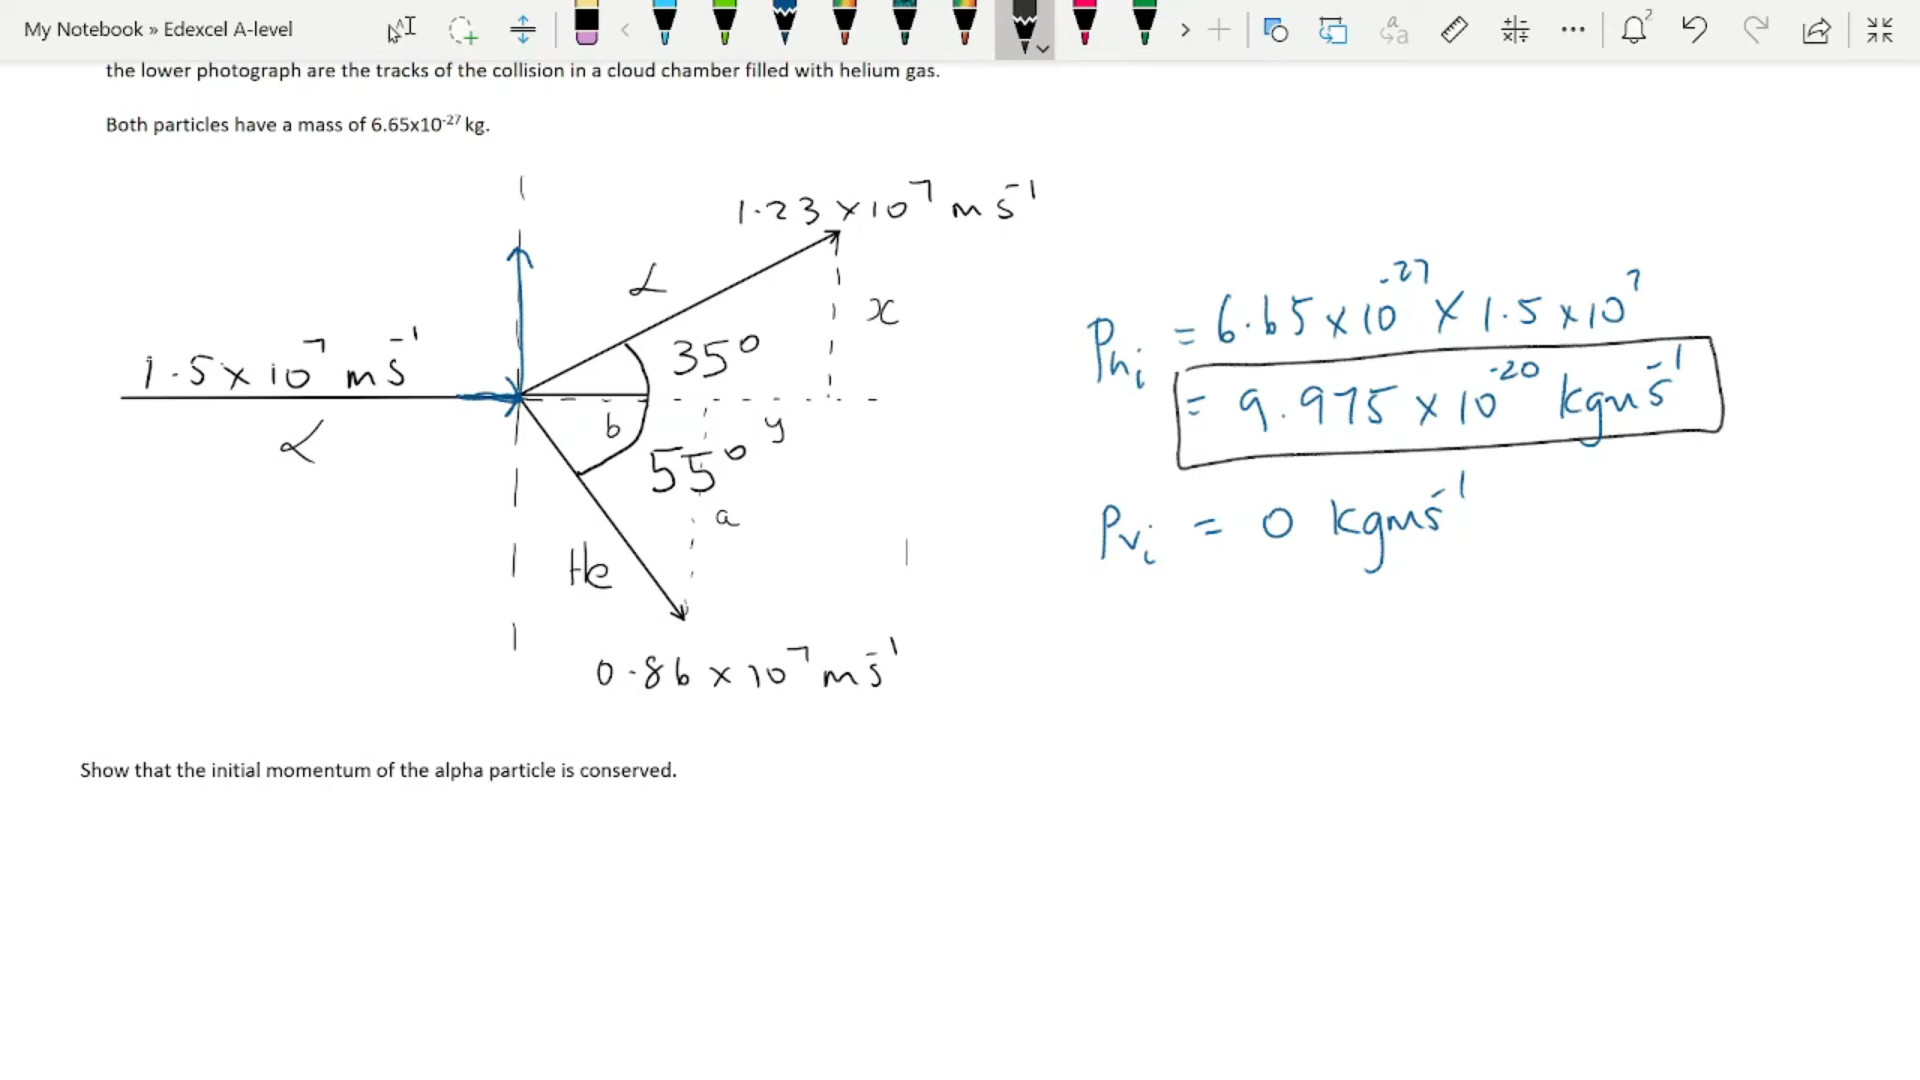 My Notebook » Edexcel A-level
the lower photograph are the tracks of the collision in a cloud chamber filled with helium gas.
Both particles have a mass of 6.65x10⁻²⁷ kg.
1.23 × 10⁷ ms⁻¹
α
x
35°
1.5 × 10⁷ ms⁻¹
α
b
y
55°
a
He
0.86 × 10⁷ ms⁻¹
Phi = 6.65 × 10⁻²⁷ × 1.5 × 10⁷
= 9.975 × 10⁻²⁰ kgms⁻¹
Pvi = 0 kgms⁻¹
Show that the initial momentum of the alpha particle is conserved.